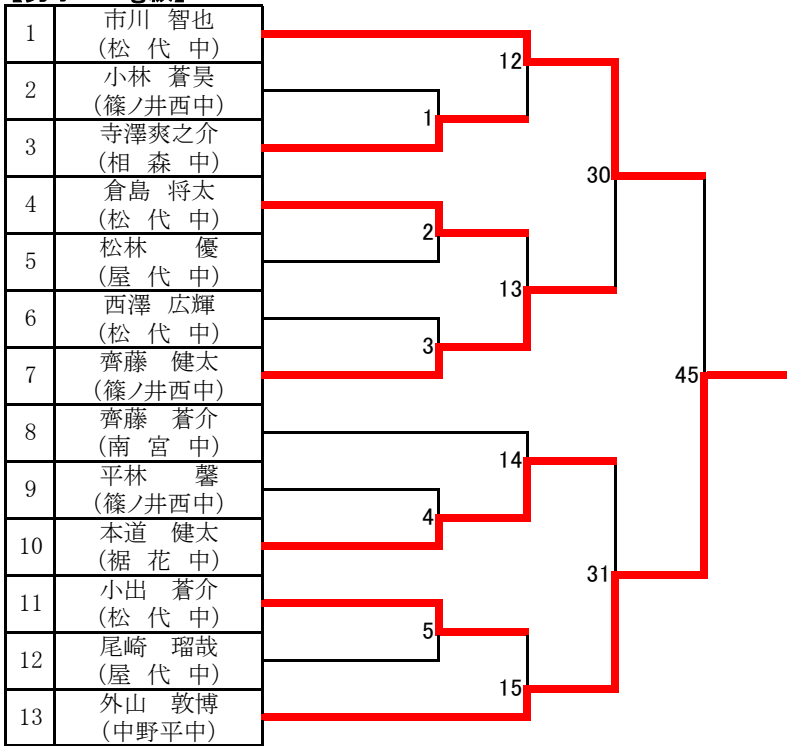 1
市川 智也
(松 代 中)
2
小林 蒼昊
(篠ノ井西中)
3
寺澤爽之介
(相 森 中)
4
倉島 将太
(松 代 中)
5
松林 優
(屋 代 中)
6
西澤 広輝
(松 代 中)
7
齊藤 健太
(篠ノ井西中)
8
齊藤 蒼介
(南 宮 中)
9
平林 馨
(篠ノ井西中)
10
本道 健太
(裾 花 中)
11
小出 蒼介
(松 代 中)
12
尾崎 瑠哉
(屋 代 中)
13
外山 敦博
(中野平中)
12
1
30
2
13
3
45
14
4
31
5
15